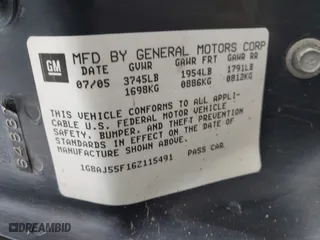 GM
MFD BY GENERAL MOTORS CORP
DATE GVWR GAWR FRT GAWR RR
07/05 3745LB 1954LB 1791LB
1698KG 0886KG 0812KG
THIS VEHICLE CONFORMS TO ALL APPLI-
CABLE U.S. FEDERAL MOTOR VEHICLE
SAFETY, BUMPER, AND THEFT PREVENTION
STANDARDS IN EFFECT ON THE DATE OF
MANUFACTURE SHOWN ABOVE.
1G8AJ55F16Z115491 PASS CAR